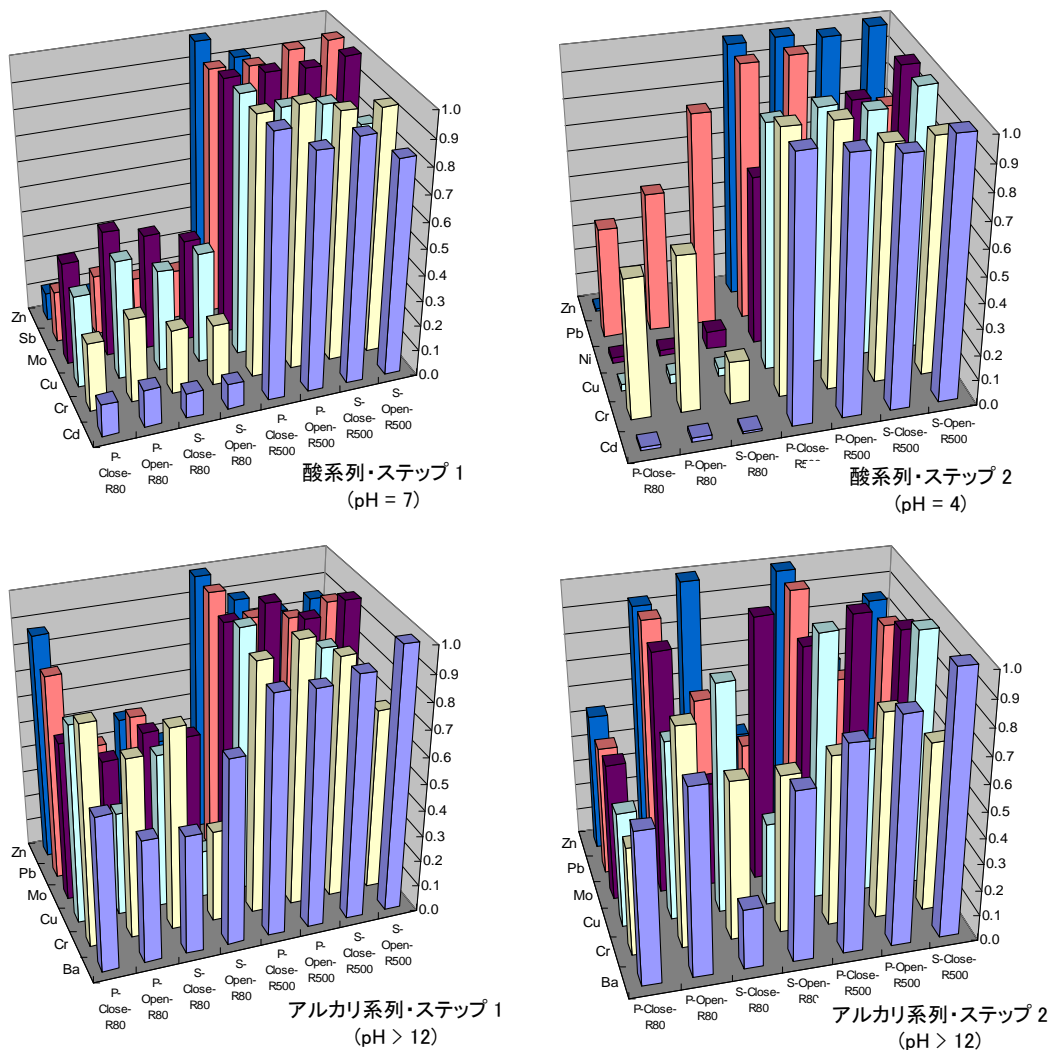 1.0
0.9
0.8
0.7
0.6
0.5
0.4
0.3
0.2
0.1
0.0
Zn
Sb
Mo
Cu
Cr
Cd
P-
Close-
R80
P-
Open-
R80
S-
Close-
R80
S-
Open-
R80
P-
Close-
R500
P-
Open-
R500
S-
Close-
R500
S-
Open-
R500
酸系列・ステップ 1
(pH = 7)
1.0
0.9
0.8
0.7
0.6
0.5
0.4
0.3
0.2
0.1
0.0
Zn
Pb
Ni
Cu
Cr
Cd
P-Close-
R80
P-Open-
R80
S-Open-
R80
P-Close-
P-Open-
R500
S-Close-
R500
S-Open-
R500
酸系列・ステップ 2
(pH = 4)
1.0
0.9
0.8
0.7
0.6
0.5
0.4
0.3
0.2
0.1
0.0
Zn
Pb
Mo
Cu
Cr
Ba
P-
Close-
R80
P-
Open-
R80
S-
Close-
R80
S-
Open-
R80
P-
Close-
R500
P-
Open-
R500
S-
Close-
R500
S-
Open-
R500
アルカリ系列・ステップ 1
(pH > 12)
1.0
0.9
0.8
0.7
0.6
0.5
0.4
0.3
0.2
0.1
0.0
Zn
Pb
Mo
Cu
Cr
Ba
P-Close-
R80
P-Open-
R80
S-Close-
R80
S-Open-
R80
P-Close-
R500
P-Open-
R500
S-Close-
R500
アルカリ系列・ステップ 2
(pH > 12)